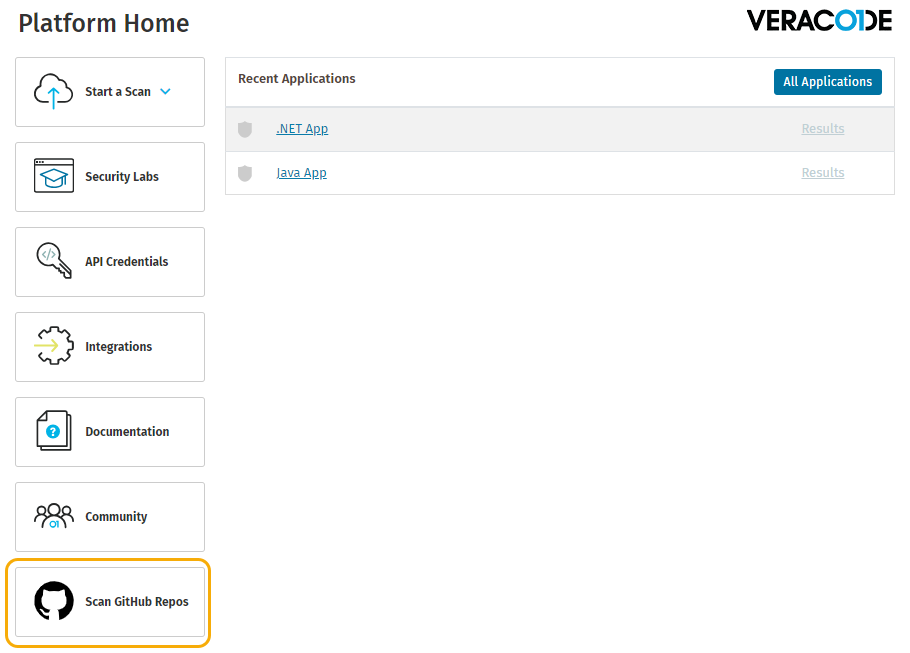 Platform Home
VERACODE
Start a Scan
Security Labs
</> API Credentials
Integrations
? Documentation
01 Community
Scan GitHub Repos
Recent Applications
All Applications
.NET App
Results
Java App
Results